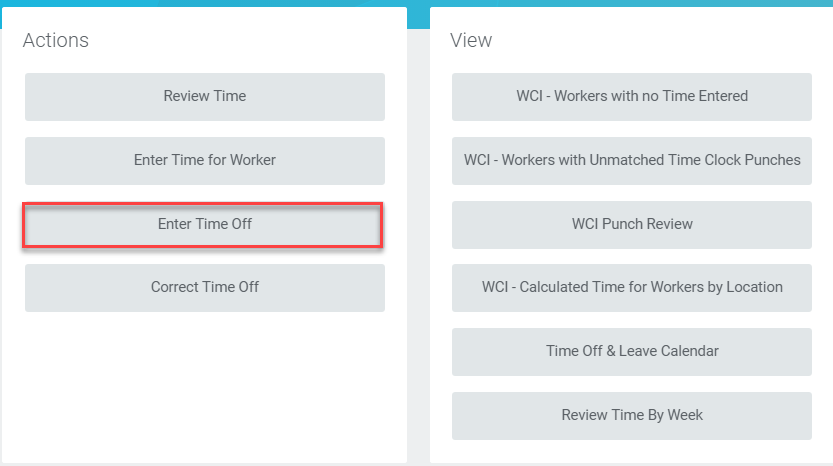 Actions
Review Time
Enter Time for Worker
Enter Time Off
Correct Time Off
View
WCI - Workers with no Time Entered
WCI - Workers with Unmatched Time Clock Punches
WCI Punch Review
WCI - Calculated Time for Workers by Location
Time Off & Leave Calendar
Review Time By Week